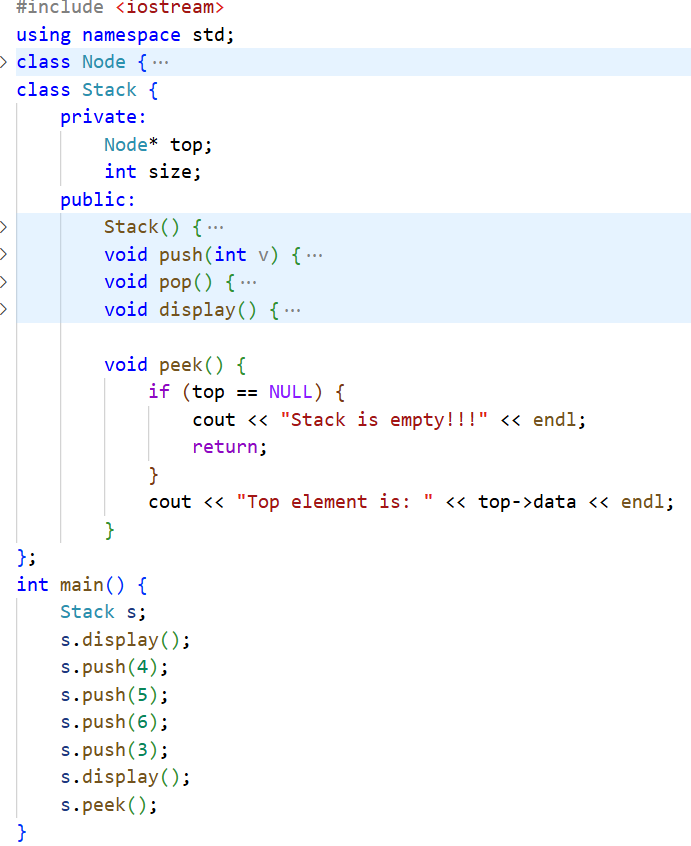 #include <iostream>
using namespace std;
class Node {···
class Stack {
    private:
        Node* top;
        int size;
    public:
        Stack() {···
        void push(int v) {···
        void pop() {···
        void display() {···

        void peek() {
            if (top == NULL) {
                cout << "Stack is empty!!!" << endl;
                return;
            }
            cout << "Top element is: " << top->data << endl;
        }
};
int main() {
    Stack s;
    s.display();
    s.push(4);
    s.push(5);
    s.push(6);
    s.push(3);
    s.display();
    s.peek();
}